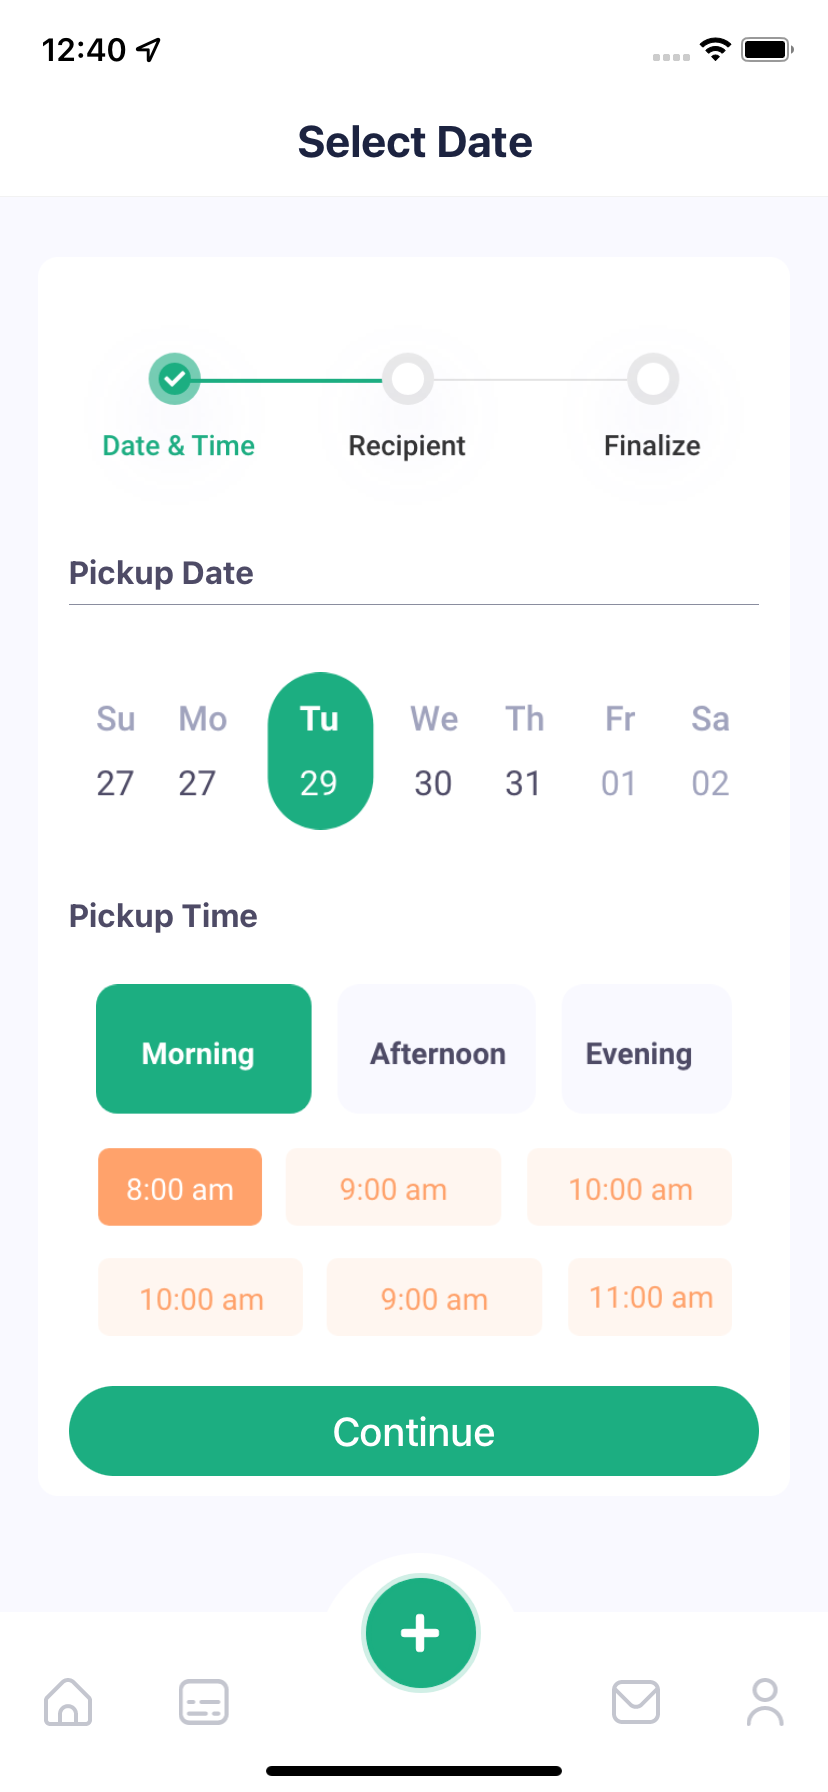 12:40
Select Date
Date & Time Recipient Finalize
Pickup Date
Su Mo Tu We Th Fr Sa
27 27 29 30 31 01 02
Pickup Time
Morning Afternoon Evening
8:00 am 9:00 am 10:00 am
10:00 am 9:00 am 11:00 am
Continue